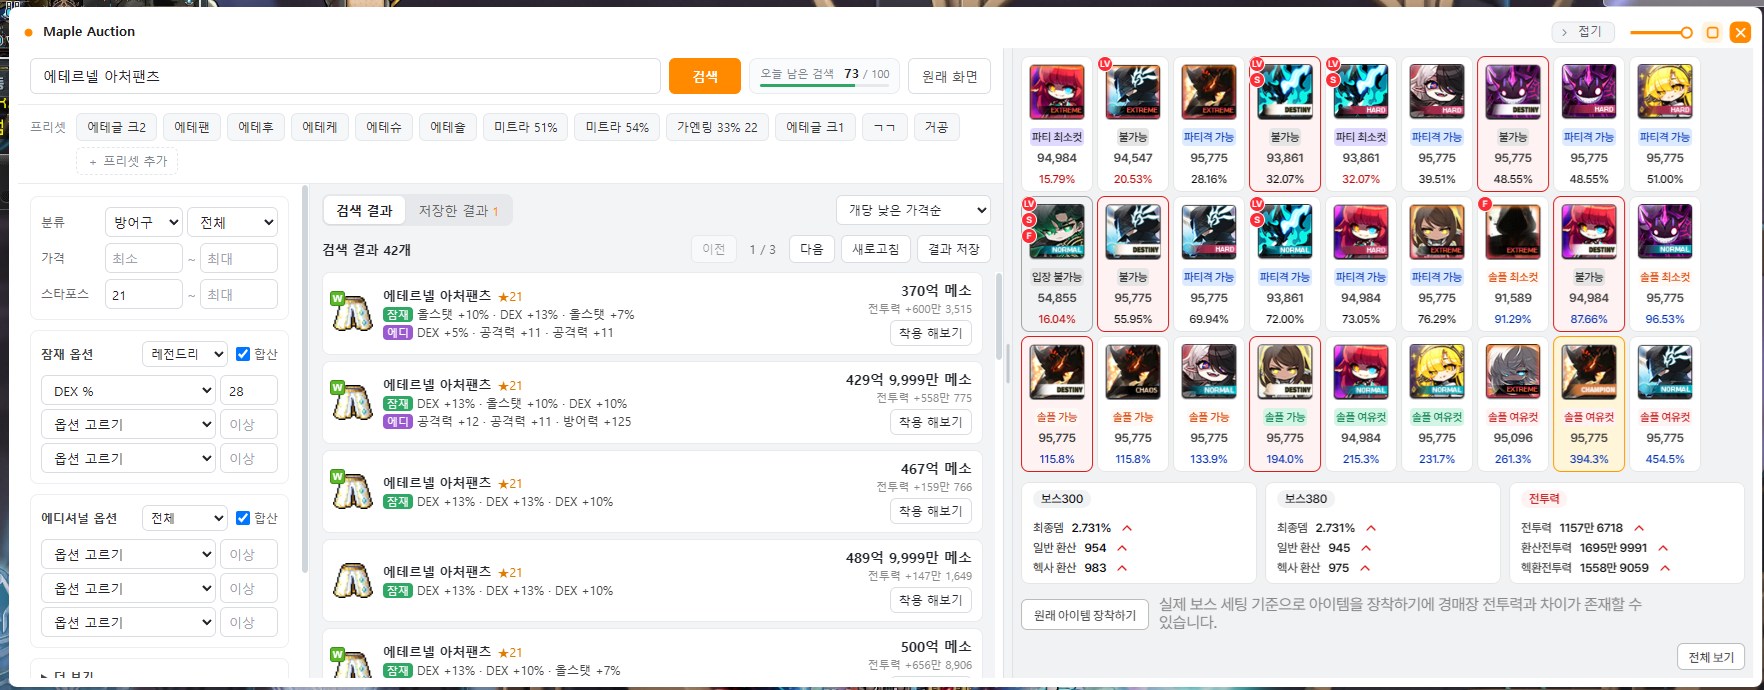 Maple Auction
접기
에테르넬 아처팬츠
검색
오늘 남은 검색 73 / 100
원래 화면
프리셋 에테글 크2 에테팬 에테후 에테케 에테슈 에테숄 미트라 51% 미트라 54% 가엔링 33% 22 에테글 크1 ㄱㄱ 거공
+ 프리셋 추가
분류 방어구 전체
가격 최소 ~ 최대
스타포스 21 ~ 최대
잠재 옵션 레전드리 합산
DEX % 28
옵션 고르기 이상
옵션 고르기 이상
에디셔널 옵션 전체 합산
옵션 고르기 이상
옵션 고르기 이상
옵션 고르기 이상
더 보기
검색 결과 저장한 결과 1
개당 낮은 가격순
검색 결과 42개
이전 1 / 3 다음 새로고침 결과 저장
W
에테르넬 아처팬츠 ★21
잠재 올스탯 +10% · DEX +13% · 올스탯 +7%
에디 DEX +5% · 공격력 +11 · 공격력 +11
370억 메소
전투력 +600만 3,515
착용 해보기
W
에테르넬 아처팬츠 ★21
잠재 DEX +13% · 올스탯 +10% · DEX +10%
에디 공격력 +12 · 공격력 +11 · 방어력 +125
429억 9,999만 메소
전투력 +558만 775
착용 해보기
W
에테르넬 아처팬츠 ★21
잠재 DEX +13% · DEX +13% · DEX +10%
467억 메소
전투력 +159만 766
착용 해보기
에테르넬 아처팬츠 ★21
잠재 DEX +13% · DEX +13% · DEX +10%
489억 9,999만 메소
전투력 +147만 1,649
착용 해보기
W
에테르넬 아처팬츠 ★21
잠재 DEX +13% · DEX +10% · 올스탯 +7%
500억 메소
전투력 +656만 8,906
LV LV S LV S
EXTREME EXTREME EXTREME DESTINY HARD HARD DESTINY HARD HARD
파티 최소컷 불가능 파티격 가능 불가능 파티 최소컷 파티격 가능 불가능 파티격 가능 파티격 가능
94,984 94,547 95,775 93,861 93,861 95,775 95,775 95,775 95,775
15.79% 20.53% 28.16% 32.07% 32.07% 39.51% 48.55% 48.55% 51.00%
LV S F LV S F
NORMAL DESTINY HARD NORMAL HARD EXTREME EXTREME DESTINY NORMAL
입장 불가능 불가능 파티격 가능 파티격 가능 파티격 가능 파티격 가능 솔플 최소컷 불가능 솔플 최소컷
54,855 95,775 95,775 93,861 94,984 95,775 91,589 94,984 95,775
16.04% 55.95% 69.94% 72.00% 73.05% 76.29% 91.29% 87.66% 96.53%
DESTINY CHAOS NORMAL DESTINY NORMAL NORMAL EXTREME CHAMPION NORMAL
솔플 가능 솔플 가능 솔플 가능 솔플 가능 솔플 여유컷 솔플 여유컷 솔플 여유컷 솔플 여유컷 솔플 여유컷
95,775 95,775 95,775 95,775 94,984 95,775 95,096 95,775 95,775
115.8% 115.8% 133.9% 194.0% 215.3% 231.7% 261.3% 394.3% 454.5%
보스300
최종뎀 2.731%
일반 환산 954
헥사 환산 983
보스380
최종뎀 2.731%
일반 환산 945
헥사 환산 975
전투력
전투력 1157만 6718
환산전투력 1695만 9991
헥환전투력 1558만 9059
원래 아이템 장착하기
실제 보스 세팅 기준으로 아이템을 장착하기에 경매장 전투력과 차이가 존재할 수
있습니다.
전체 보기